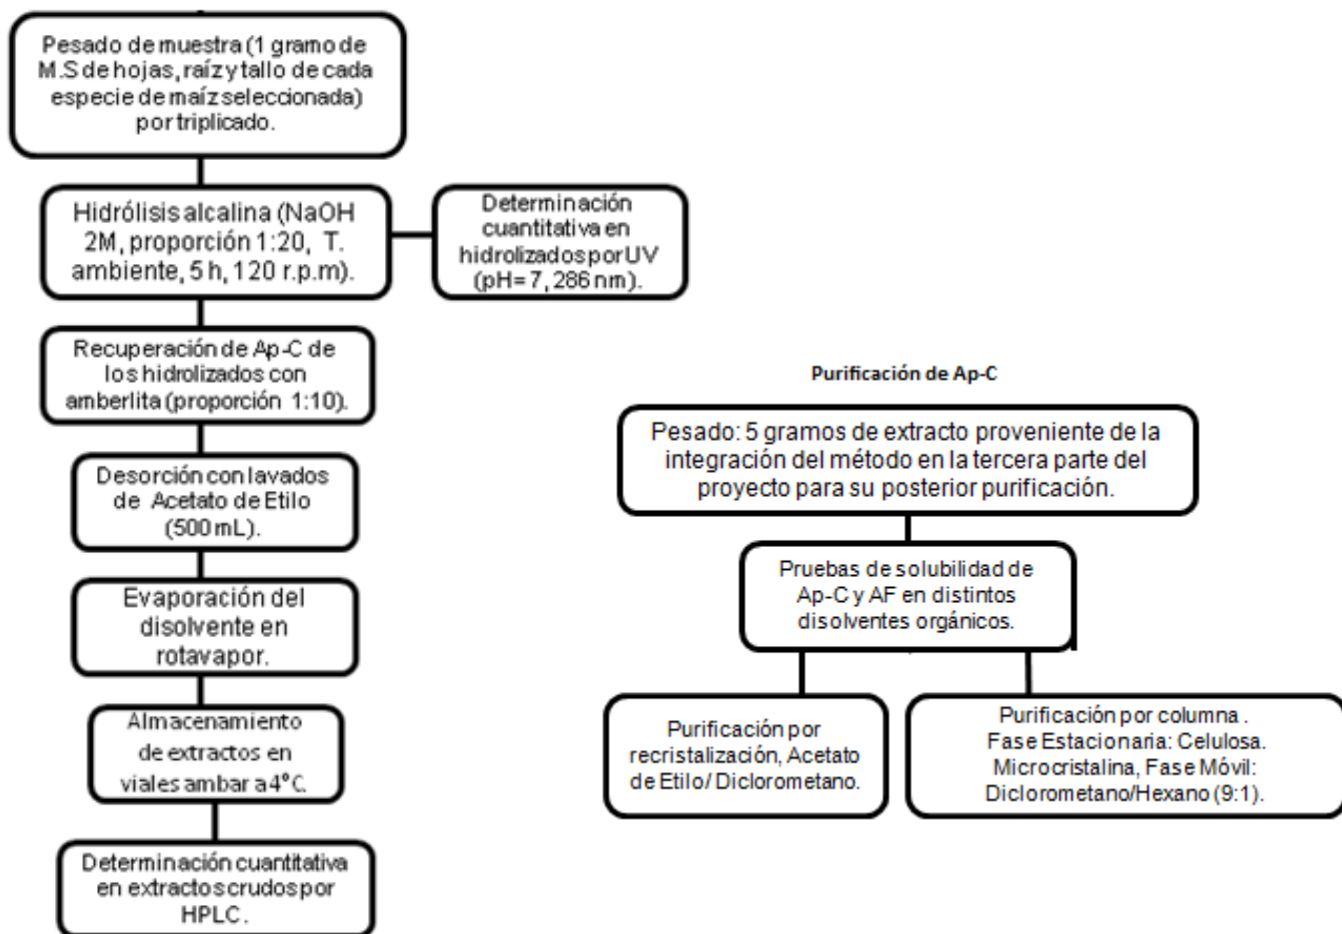 Pesado de muestra (1 gramo de
M.S de hojas, raíz y tallo de cada
especie de maíz seleccionada)
por triplicado.
Hidrólisis alcalina (NaOH
2M, proporción 1:20, T.
ambiente, 5 h, 120 r.p.m).
Determinación
cuantitativa en
hidrolizados por UV
(pH= 7, 286 nm).
Recuperación de Ap-C de
los hidrolizados con
amberlita (proporción 1:10).
Desorción con lavados
de Acetato de Etilo
(500 mL).
Evaporación del
disolvente en
rotavapor.
Almacenamiento
de extractos en
viales ambar a 4°C.
Determinación cuantitativa
en extractos crudos por
HPLC.
Purificación de Ap-C
Pesado: 5 gramos de extracto proveniente de la
integración del método en la tercera parte del
proyecto para su posterior purificación.
Pruebas de solubilidad de
Ap-C y AF en distintos
disolventes orgánicos.
Purificación por
recristalización, Acetato
de Etilo/ Diclorometano.
Purificación por columna .
Fase Estacionaria: Celulosa.
Microcristalina, Fase Móvil:
Diclorometano/Hexano (9:1).